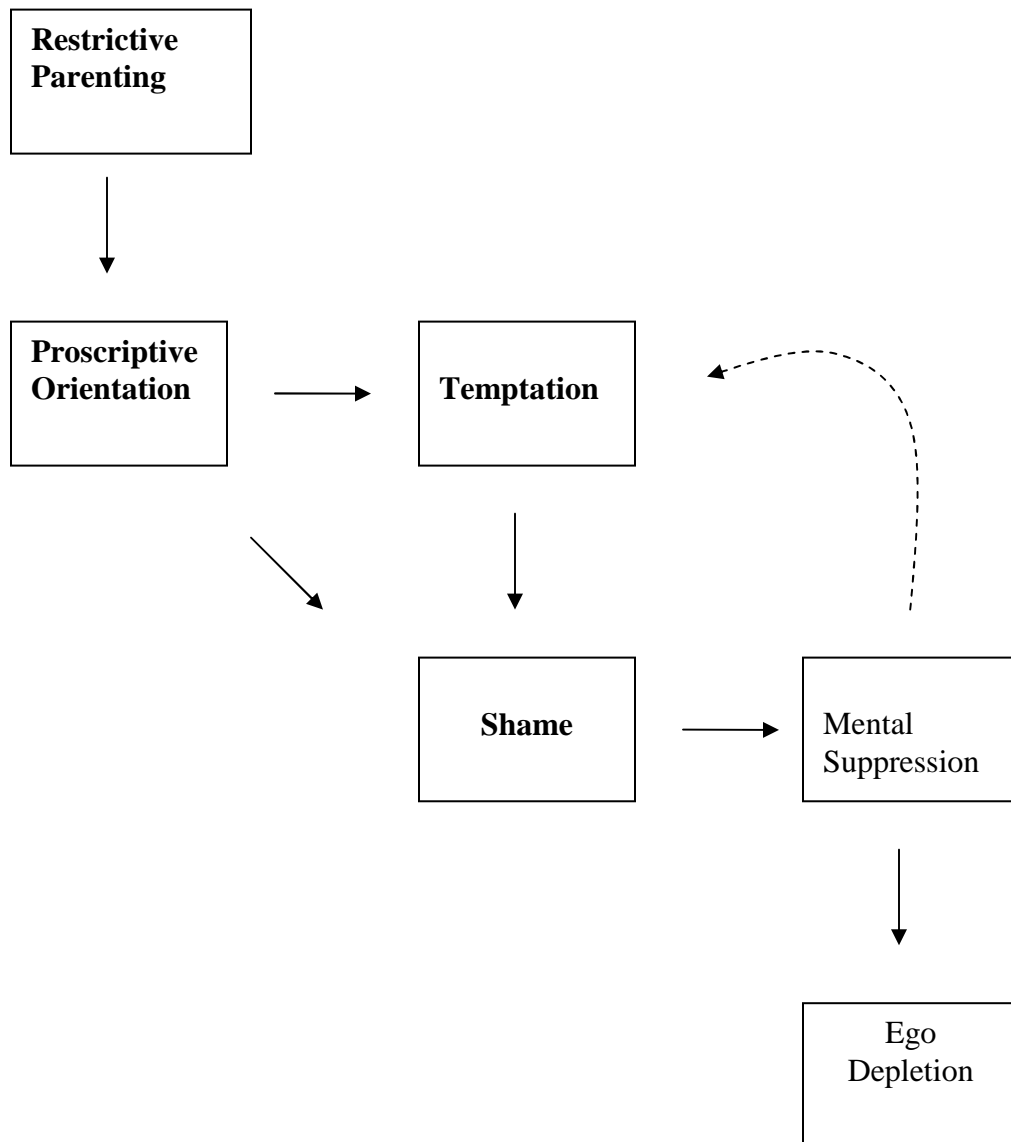 Restrictive
Parenting
Proscriptive
Orientation
Temptation
Shame
Mental
Suppression
Ego
Depletion